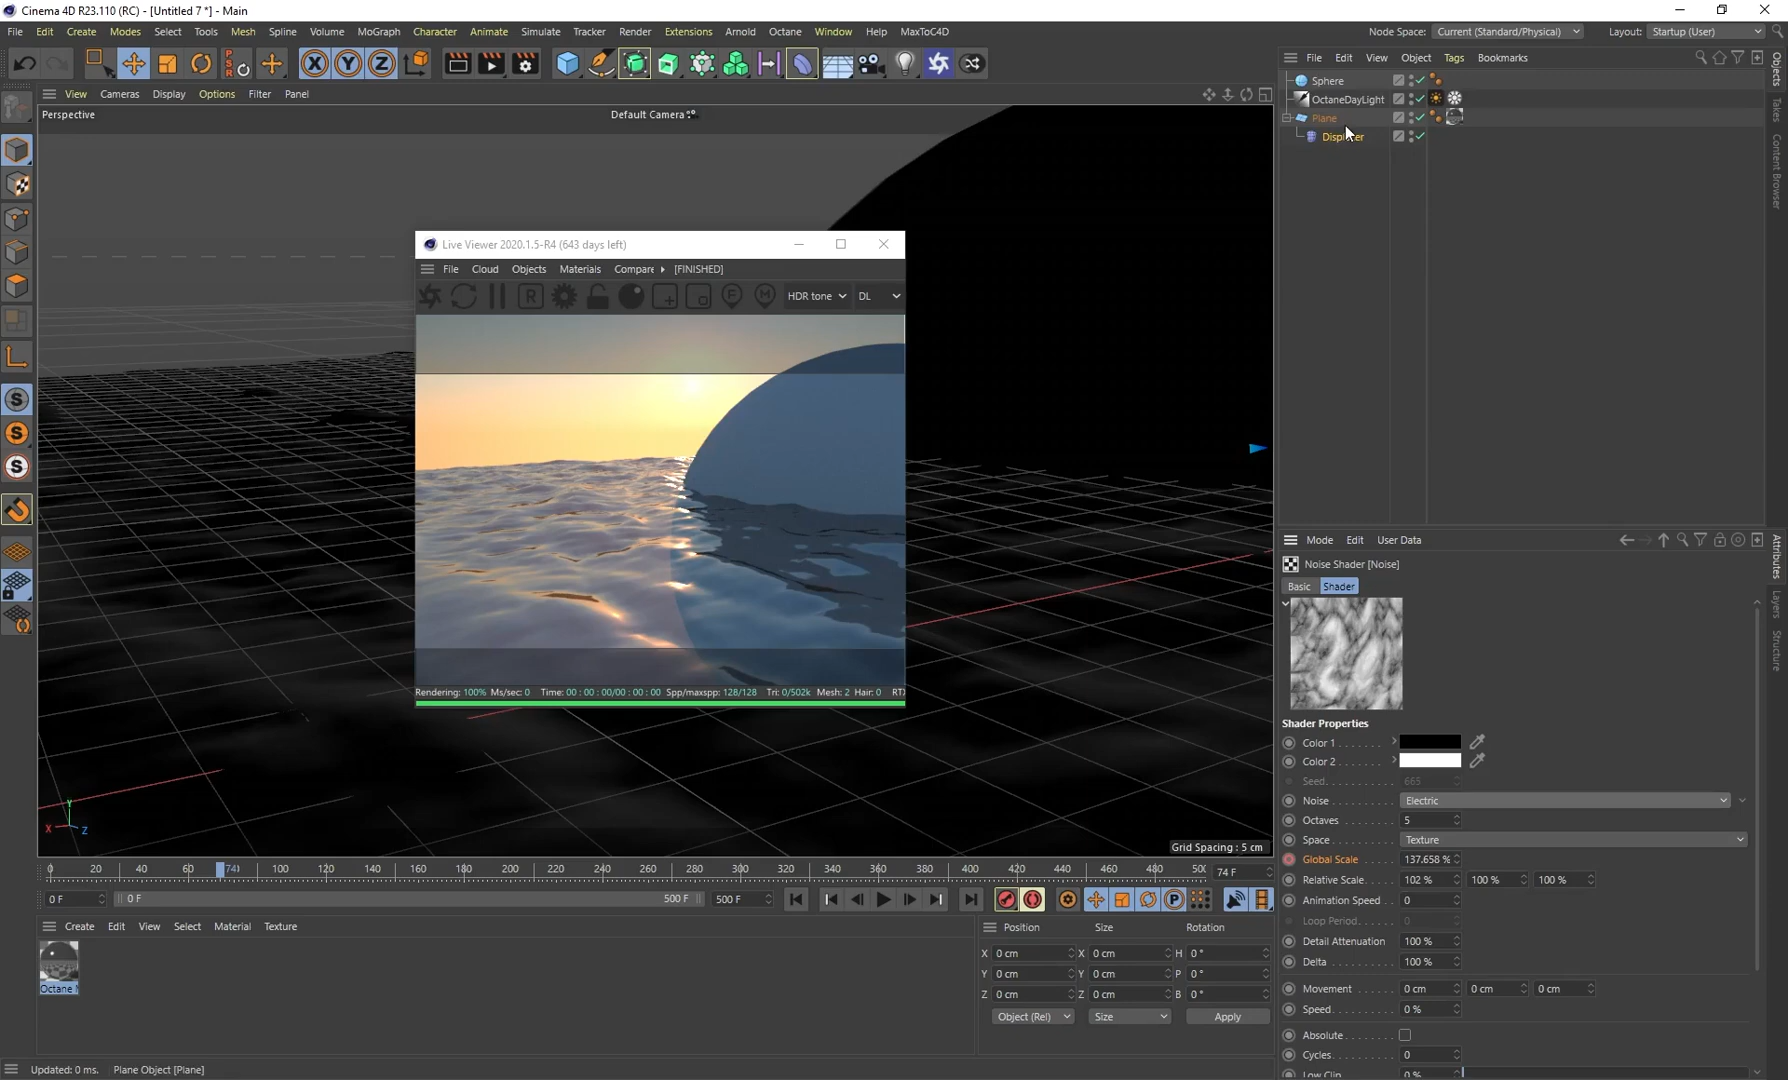 Cinema 4D R23.110 (RC) - [Untitled 7 *] - Main
File Edit Create Modes Select Tools Mesh Spline Volume MoGraph Character Animate Simulate Tracker Render Extensions Arnold Octane Window Help MaxToC4D Node Space: Current (Standard/Physical) Layout: Startup (User)
View Cameras Display Options Filter Panel
Perspective
Default Camera
File Edit View Object Tags Bookmarks
Sphere
OctaneDayLight
Plane
Live Viewer 2020.1.5-R4 (643 days left)
File Cloud Objects Materials Compare [FINISHED]
HDR tone DL
Rendering: 100% Ms/sec: 0 Time: 00 : 00 : 00/00 : 00 : 00 Spp/maxspp: 128/128 Tri: 0/502k Mesh: 2 Hair: 0
X Y Z
Grid Spacing : 5 cm
0 20 40 60 74 100 120 140 160 180 200 220 240 260 280 300 320 340 360 380 400 420 440 460 480 50( 74 F
0 F 0 F 500 F 500 F
Create Edit View Select Material Texture
Octane
Position Size Rotation
X 0 cm X 0 cm H 0 °
Y 0 cm Y 0 cm P 0 °
Z 0 cm Z 0 cm B 0 °
Object (Rel) Size Apply
Updated: 0 ms. Plane Object [Plane]
Objects
Takes
Content Browser
Mode Edit User Data
Noise Shader [Noise]
Basic Shader
Shader Properties
Color 1
Color 2
Seed 665
Noise Electric
Octaves 5
Space Texture
Global Scale 137.658 %
Relative Scale 102 % 100 % 100 %
Animation Speed 0
Loop Period 0
Detail Attenuation 100 %
Delta 100 %
Movement 0 cm 0 cm 0 cm
Speed 0 %
Absolute
Cycles 0
Low Clip 0 %
Attributes
Layers
Structure